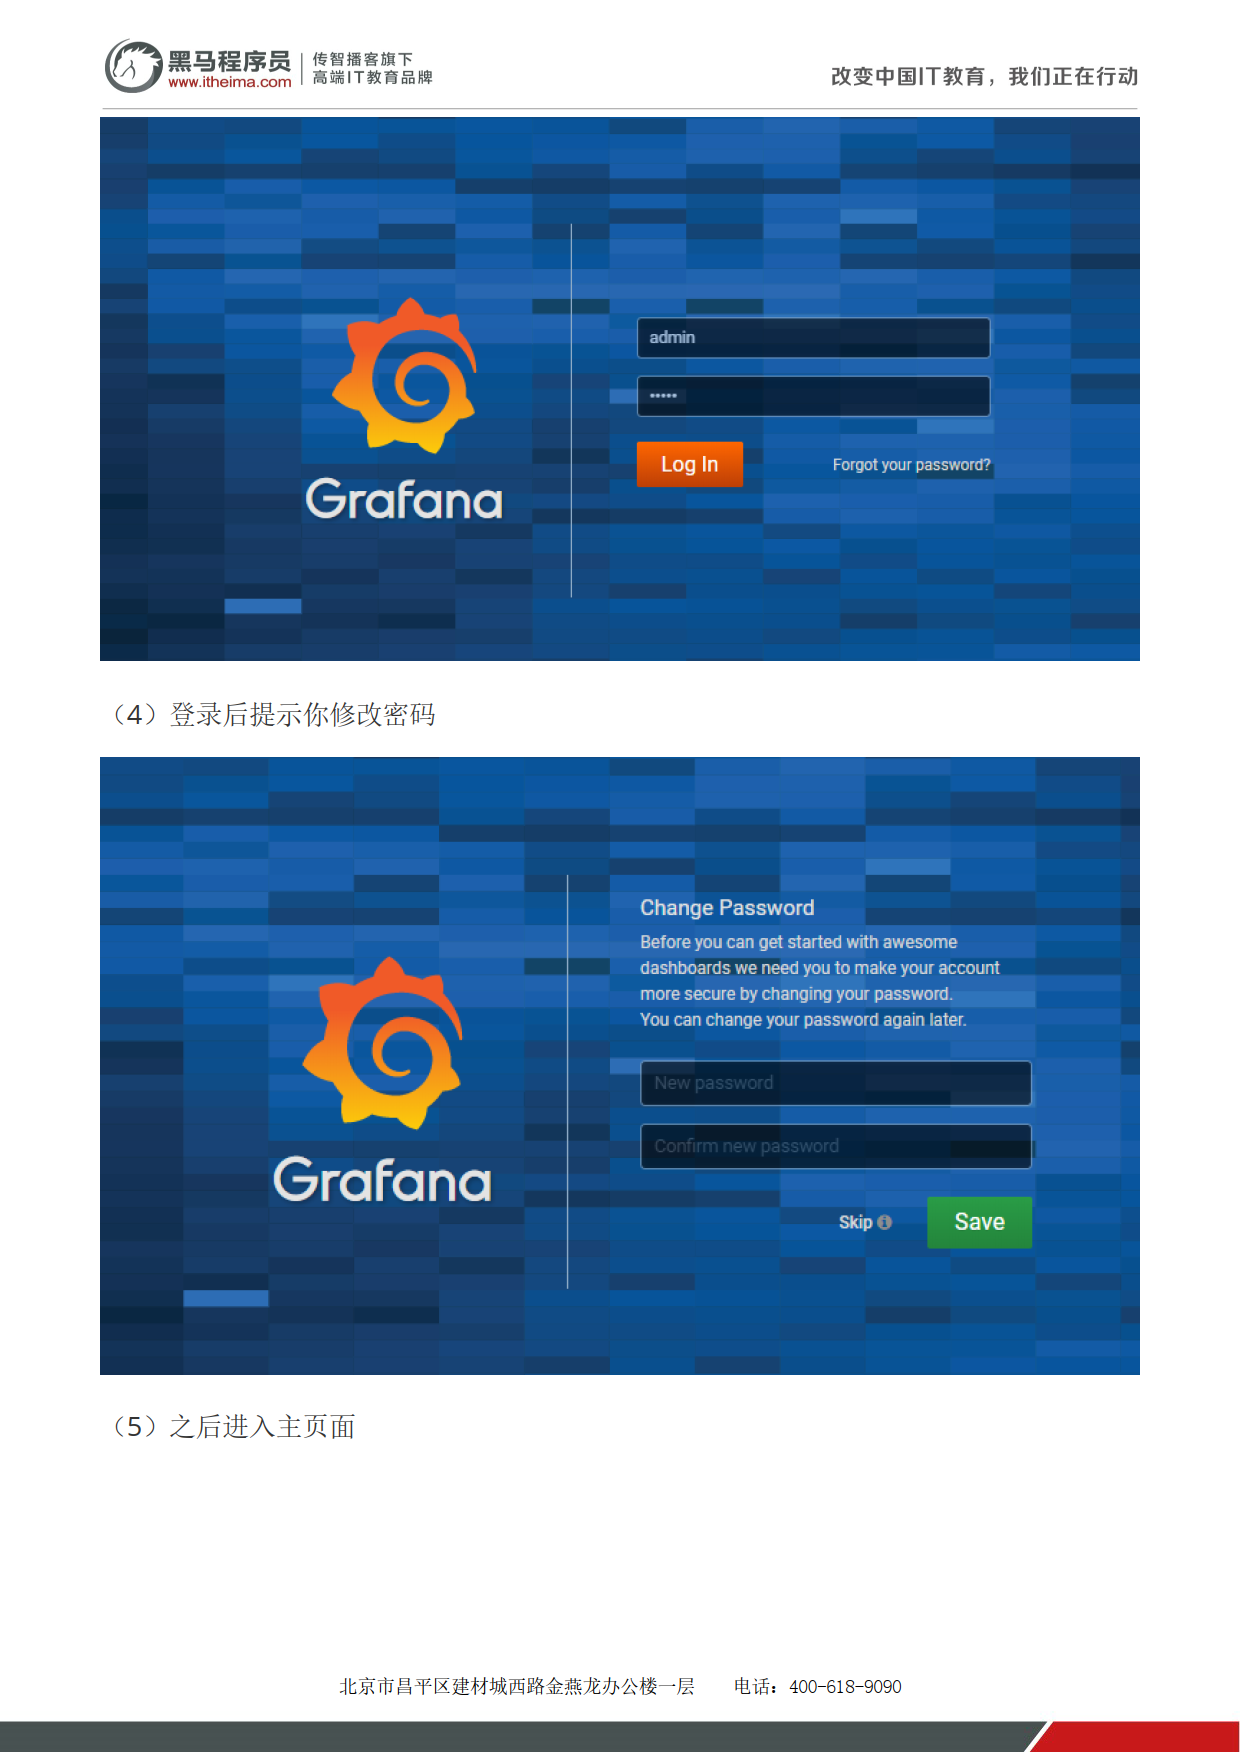 黑马程序员
www.itheima.com
传智播客旗下
高端IT教育品牌
改变中国IT教育，我们正在行动
Grafana
admin
•••••
Log In
Forgot your password?
（4）登录后提示你修改密码
Grafana
Change Password
Before you can get started with awesome
dashboards we need you to make your account
more secure by changing your password.
You can change your password again later.
New password
Confirm new password
Skip
Save
（5）之后进入主页面
北京市昌平区建材城西路金燕龙办公楼一层 电话：400-618-9090